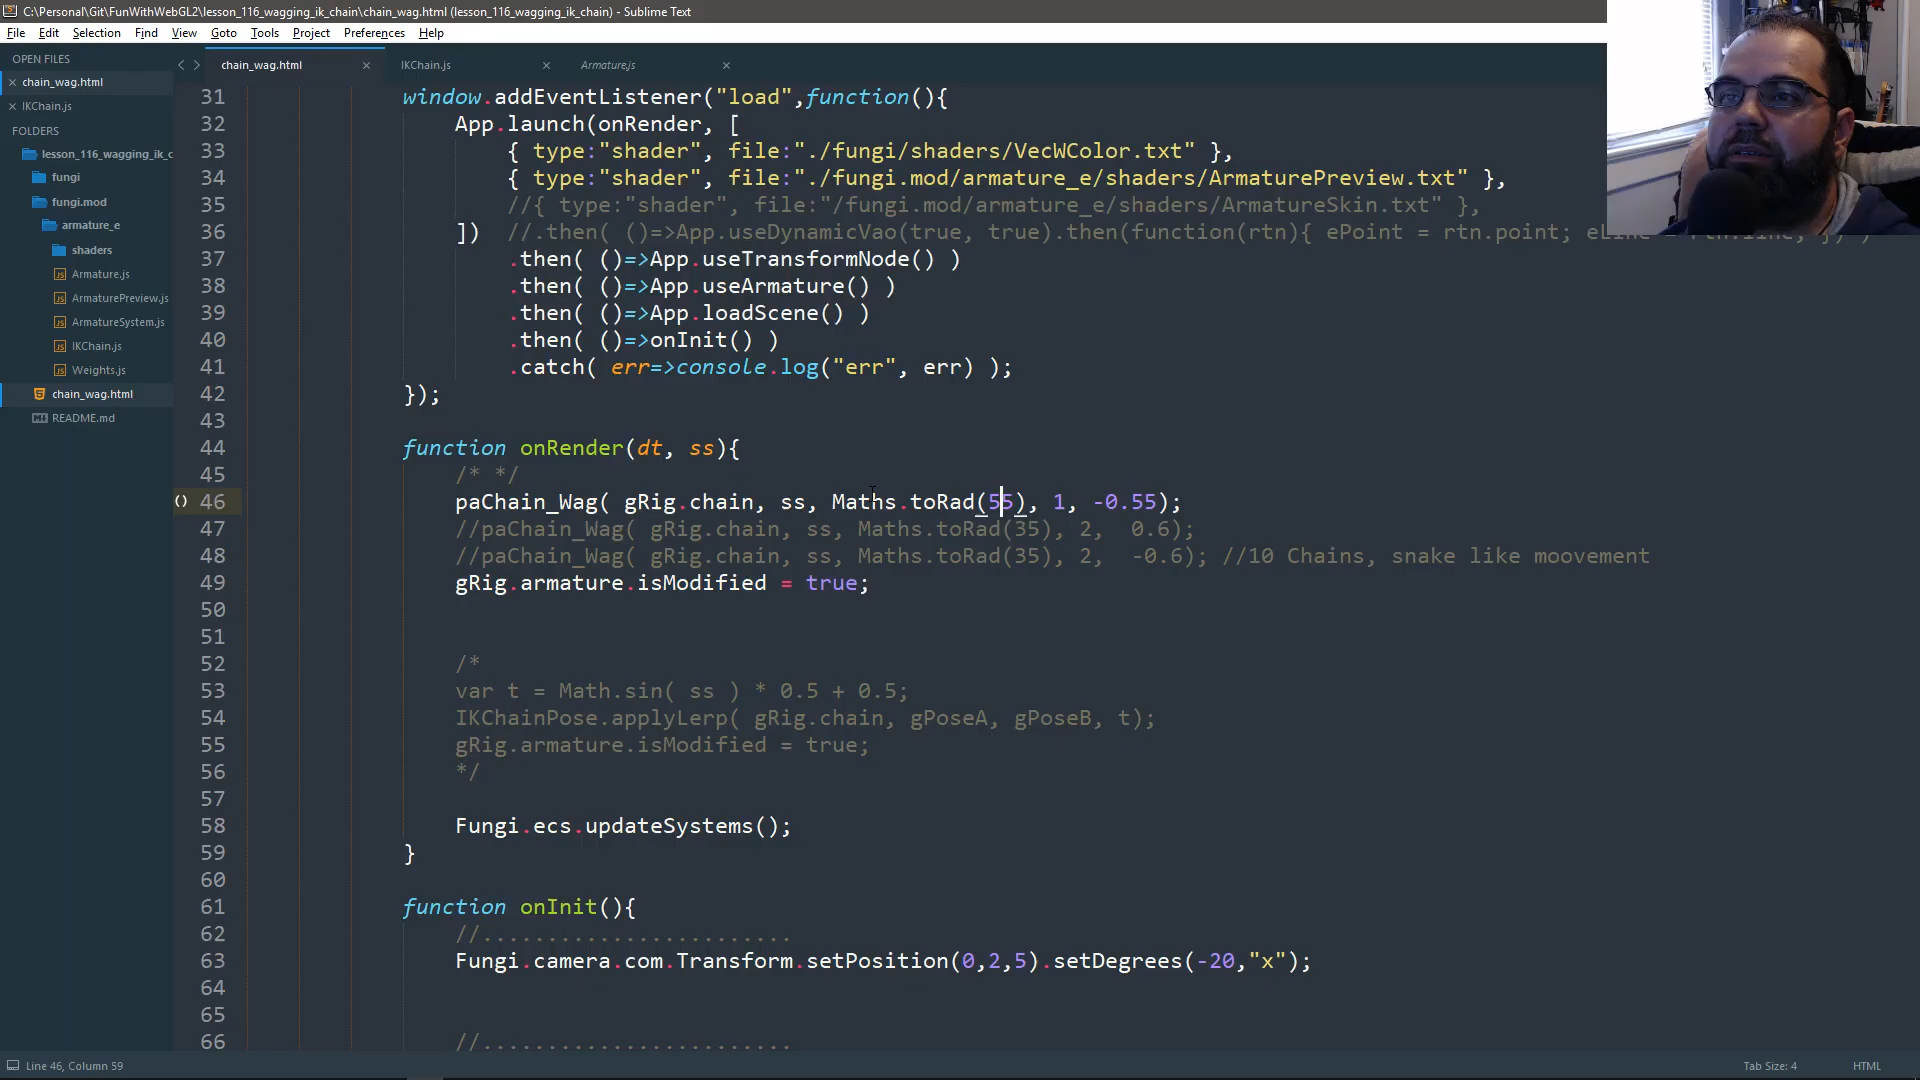 C:\Personal\Git\FunWithWebGL2\lesson_116_wagging_ik_chain\chain_wag.html (lesson_116_wagging_ik_chain) - Sublime Text
File Edit Selection Find View Goto Tools Project Preferences Help
OPEN FILES
chain_wag.html
IKChain.js
FOLDERS
lesson_116_wagging_ik_c
fungi
fungi.mod
armature_e
shaders
Armature.js
ArmaturePreview.js
ArmatureSystem.js
IKChain.js
Weights.js
chain_wag.html
README.md
chain_wag.html IKChain.js Armature.js
31 window.addEventListener("load",function(){
32 App.launch(onRender, [
33 { type:"shader", file:"./fungi/shaders/VecWColor.txt" },
34 { type:"shader", file:"./fungi.mod/armature_e/shaders/ArmaturePreview.txt" },
35 //{ type:"shader", file:"/fungi.mod/armature_e/shaders/ArmatureSkin.txt" },
36 ]) //.then( ()=>App.useDynamicVao(true, true).then(function(rtn){ ePoint = rtn.point;
37 .then( ()=>App.useTransformNode() )
38 .then( ()=>App.useArmature() )
39 .then( ()=>App.loadScene() )
40 .then( ()=>onInit() )
41 .catch( err=>console.log("err", err) );
42 });
43
44 function onRender(dt, ss){
45 /* */
46 paChain_Wag( gRig.chain, ss, Maths.toRad(55), 1, -0.55);
47 //paChain_Wag( gRig.chain, ss, Maths.toRad(35), 2, 0.6);
48 //paChain_Wag( gRig.chain, ss, Maths.toRad(35), 2, -0.6); //10 Chains, snake like moovement
49 gRig.armature.isModified = true;
50
51
52 /*
53 var t = Math.sin( ss ) * 0.5 + 0.5;
54 IKChainPose.applyLerp( gRig.chain, gPoseA, gPoseB, t);
55 gRig.armature.isModified = true;
56 */
57
58 Fungi.ecs.updateSystems();
59 }
60
61 function onInit(){
62 //........................
63 Fungi.camera.com.Transform.setPosition(0,2,5).setDegrees(-20,"x");
64
65
66 //........................
Line 46, Column 59 Tab Size: 4 HTML